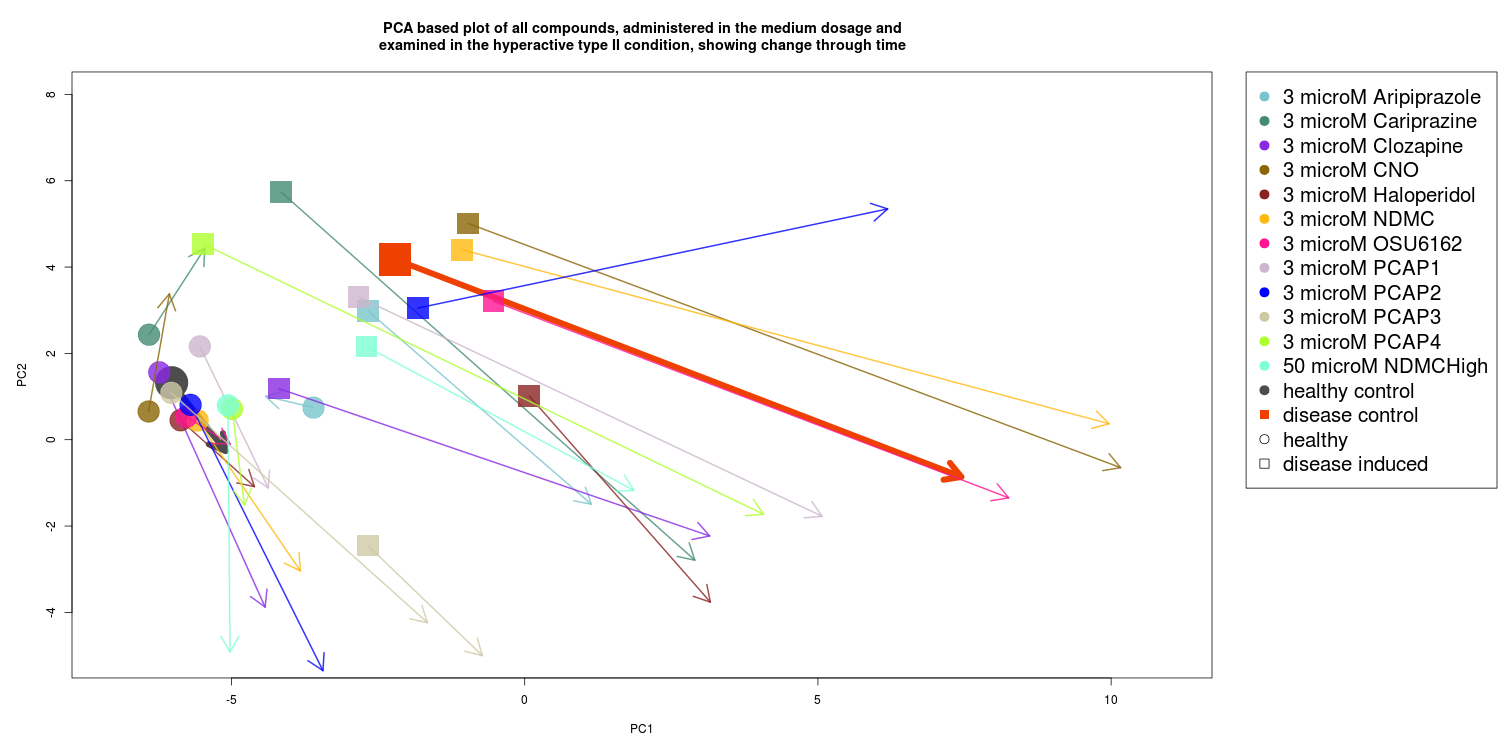 PCA based plot of all compounds, administered in the medium dosage and
examined in the hyperactive type II condition, showing change through time
8
6
4
2
0
-2
-4
PC2
-5
0
5
10
PC1
3 microM Aripiprazole
3 microM Cariprazine
3 microM Clozapine
3 microM CNO
3 microM Haloperidol
3 microM NDMC
3 microM OSU6162
3 microM PCAP1
3 microM PCAP2
3 microM PCAP3
3 microM PCAP4
50 microM NDMCHigh
healthy control
disease control
healthy
disease induced